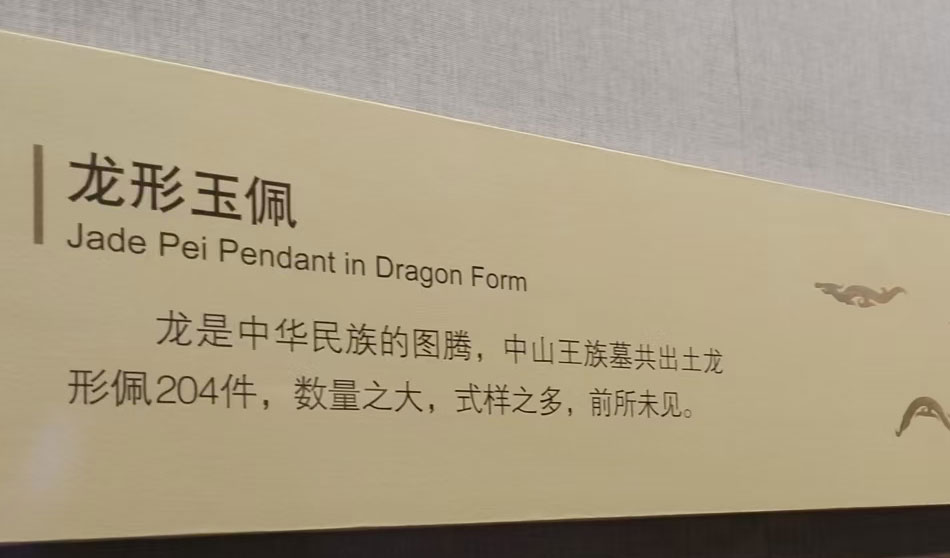 龙形玉佩
Jade Pei Pendant in Dragon Form
龙是中华民族的图腾，中山王族墓共出土龙
形佩204件，数量之大，式样之多，前所未见。